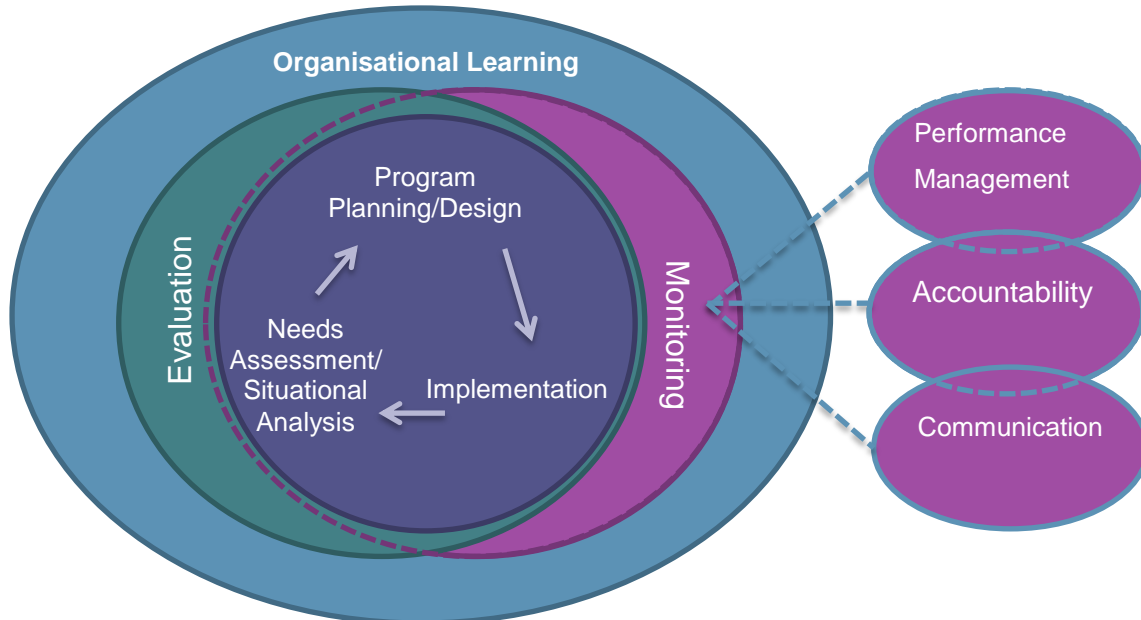 Organisational Learning
Program
Planning/Design
Evaluation
Needs
Assessment/
Situational
Analysis
Implementation
Monitoring
Performance
Management
Accountability
Communication